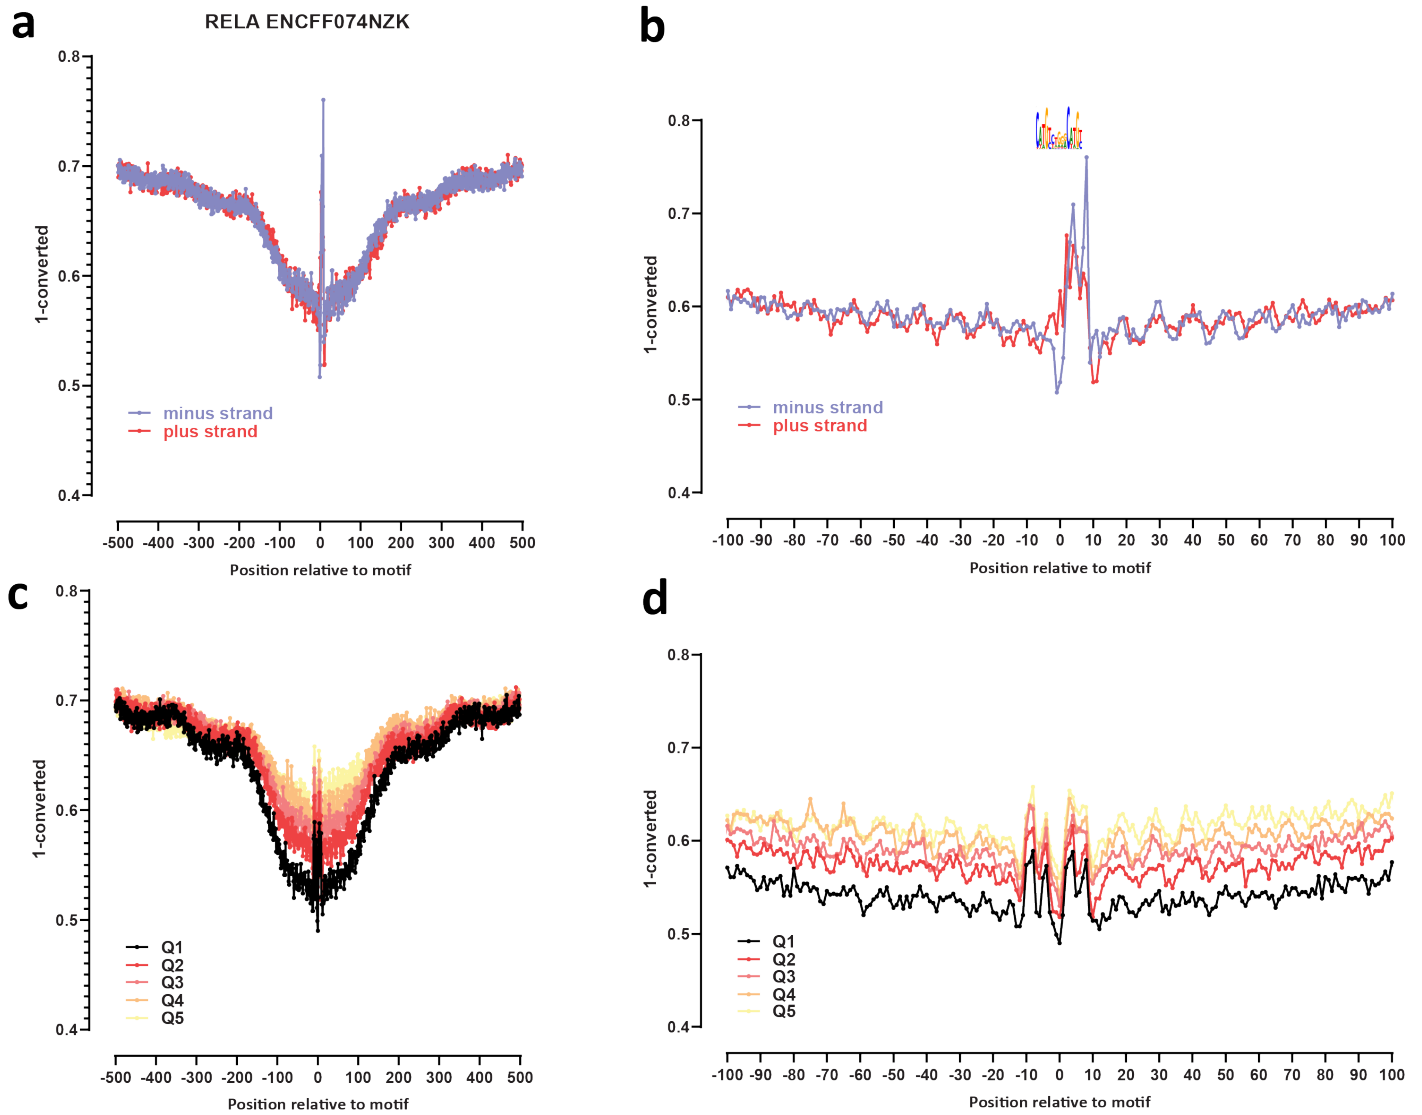 a
RELA ENCFF074NZK
0.8
0.7
0.6
0.5
0.4
1-converted
minus strand
plus strand
-500 -400 -300 -200 -100 0 100 200 300 400 500
Position relative to motif
b
0.8
0.7
0.6
0.5
0.4
1-converted
minus strand
plus strand
-100 -90 -80 -70 -60 -50 -40 -30 -20 -10 0 10 20 30 40 50 60 70 80 90 100
Position relative to motif
c
0.8
0.7
0.6
0.5
0.4
1-converted
Q1
Q2
Q3
Q4
Q5
-500 -400 -300 -200 -100 0 100 200 300 400 500
Position relative to motif
d
0.8
0.7
0.6
0.5
0.4
1-converted
Q1
Q2
Q3
Q4
Q5
-100 -90 -80 -70 -60 -50 -40 -30 -20 -10 0 10 20 30 40 50 60 70 80 90 100
Position relative to motif